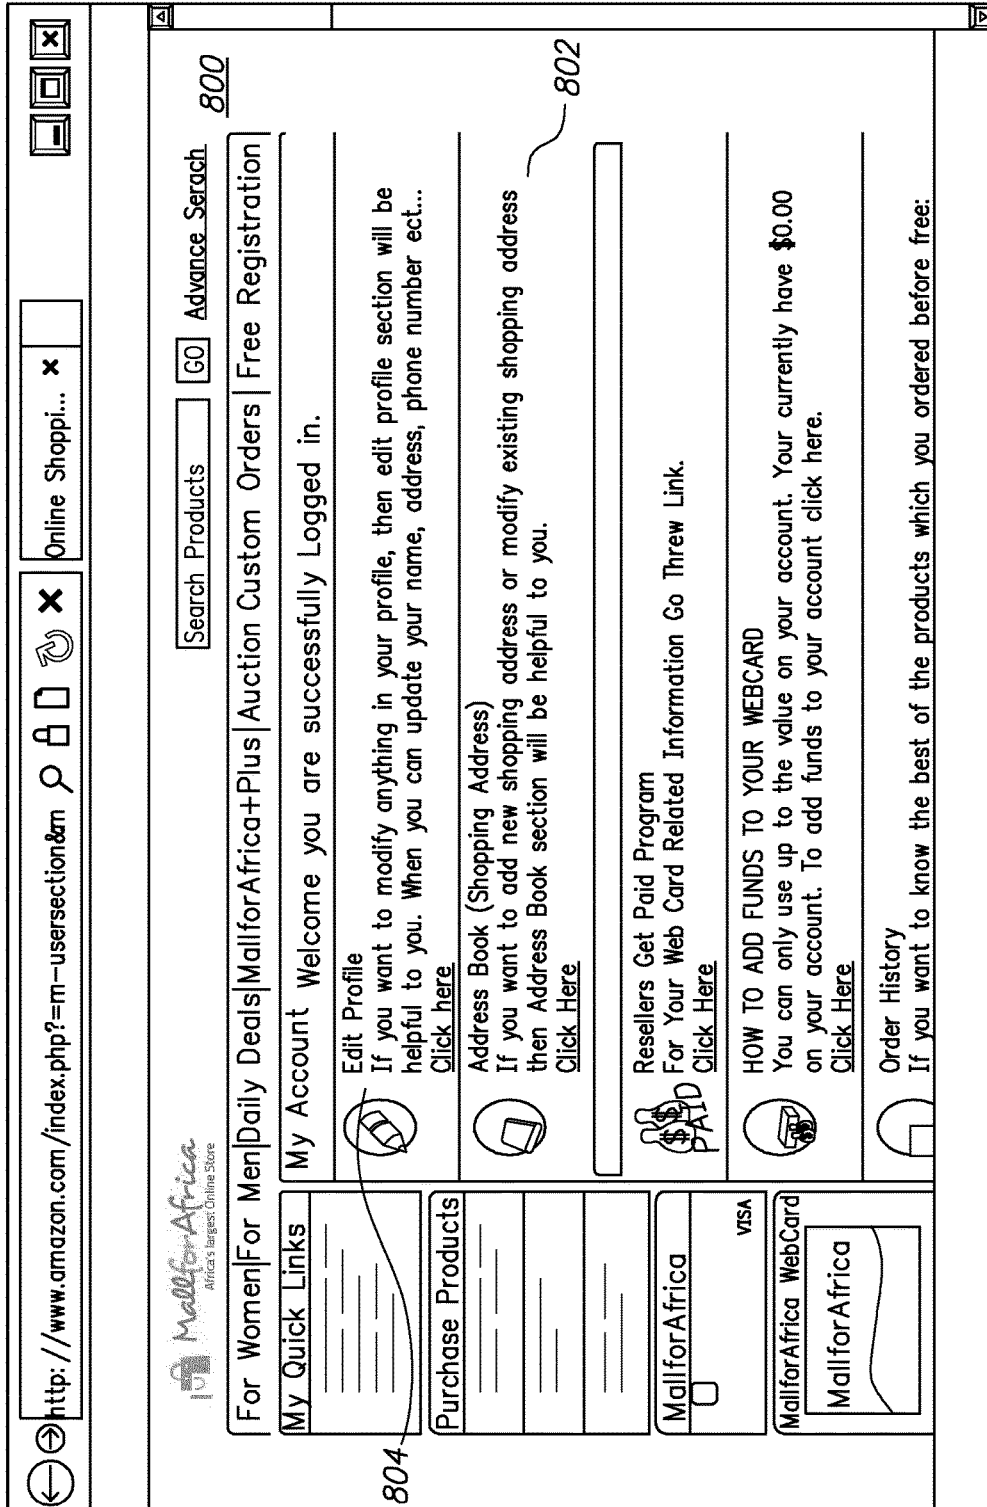 http: //www.amazon.com/index.php?=m-usersection&m
Online Shoppi...
MallforAfrica
Africa's largest Online Store
Search Products
GO
Advance Serach
800
For Women|For Men|Daily Deals|MallforAfrica+Plus|Auction Custom Orders|Free Registration
My Quick Links
Purchase Products
MallforAfrica
VISA
MallforAfrica WebCard
MallforAfrica
My Account
Welcome you are successfully Logged in.
Edit Profile
If you want to modify anything in your profile, then edit profile section will be
helpful to you. When you can update your name, address, phone number ect...
Click here
Address Book (Shopping Address)
If you want to add new shopping address or modify existing shopping address
then Address Book section will be helpful to you.
Click Here
802
$$
PAID
Resellers Get Paid Program
For Your Web Card Related Information Go Threw Link.
Click Here
HOW TO ADD FUNDS TO YOUR WEBCARD
You can only use up to the value on your account. Your currently have $0.00
on your account. To add funds to your account click here.
Click Here
Order History
If you want to know the best of the products which you ordered before free:
804